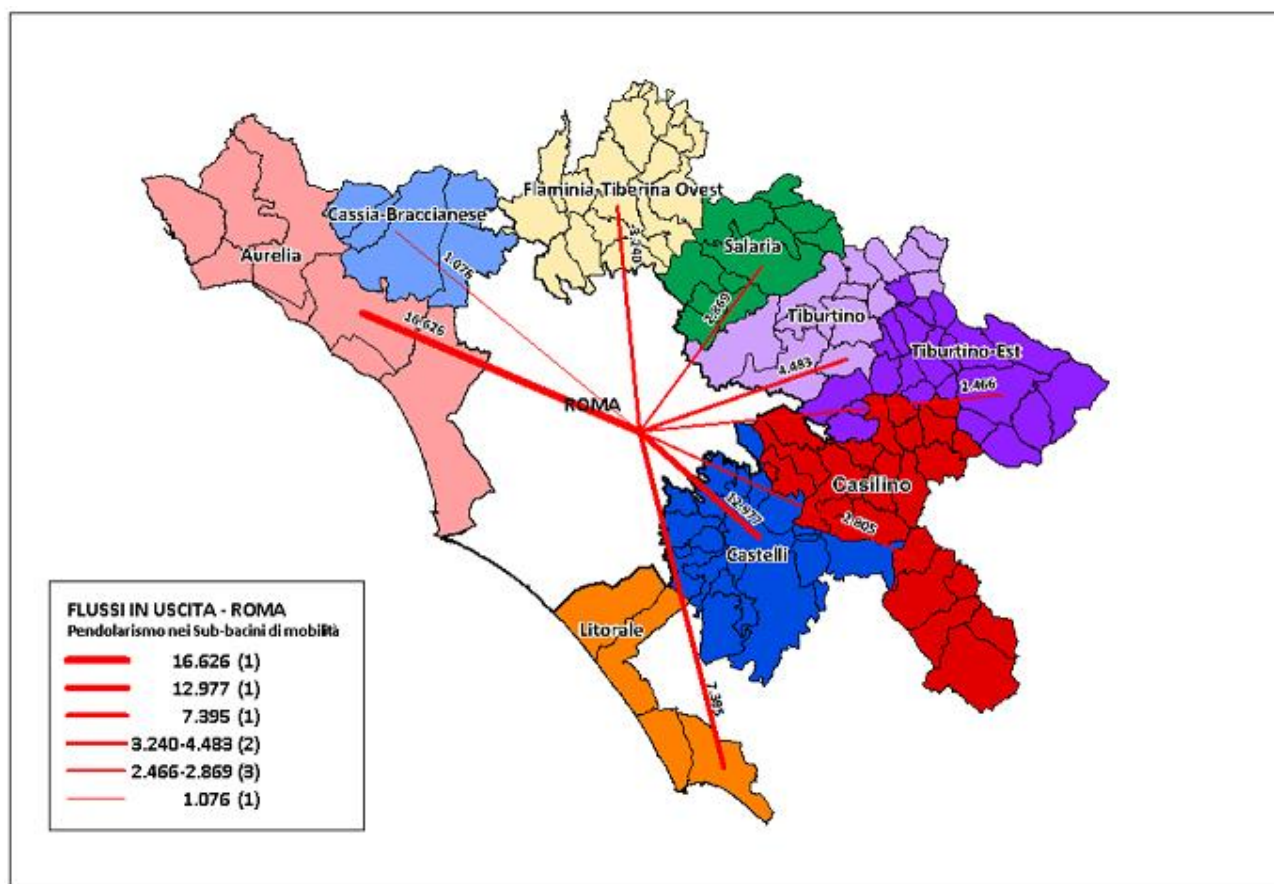 Flaminia-Tiberina Ovest
Cassia-Braccianese
Aurelia
Salaria
3.240
1.076
2.869
16.626
Tiburtino
Tiburtino-Est
4.483
2.466
ROMA
Casilino
12.977
2.805
Castelli
Litorale
7.395
FLUSSI IN USCITA - ROMA
Pendolarismo nei Sub-bacini di mobilità
16.626 (1)
12.977 (1)
7.395 (1)
3.240-4.483 (2)
2.466-2.869 (3)
1.076 (1)